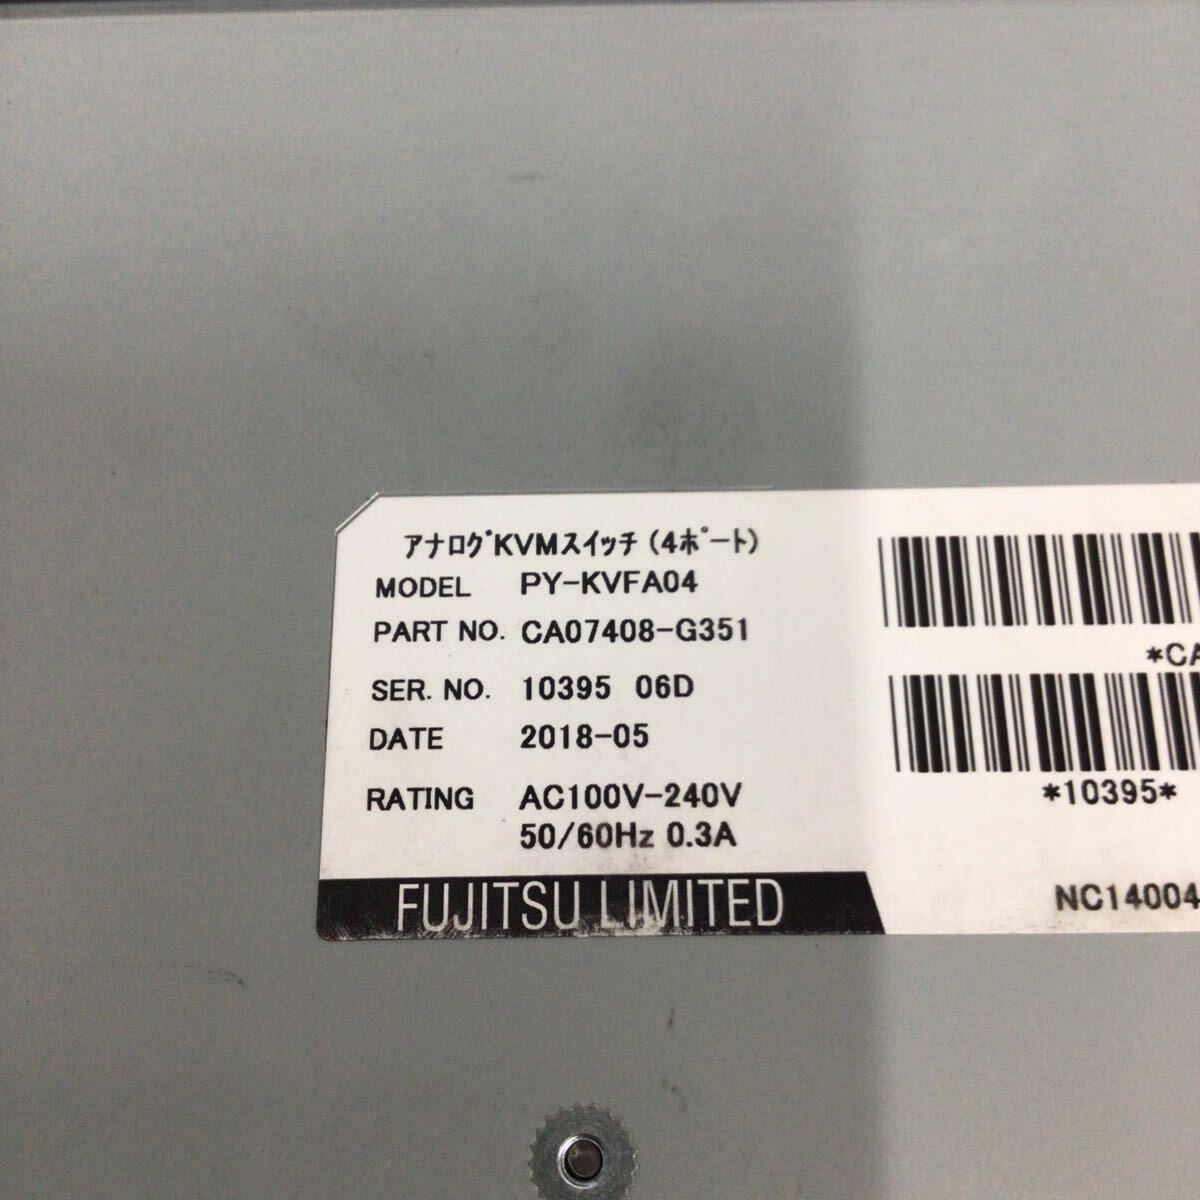 ｱﾅﾛｸﾞKVMｽｲｯﾁ (4ﾎﾟｰﾄ)
MODEL PY-KVFA04
PART NO. CA07408-G351
SER. NO. 10395 06D
DATE 2018-05
RATING AC100V-240V
50/60Hz 0.3A
FUJITSU LIMITED
*CA
*10395*
NC14004